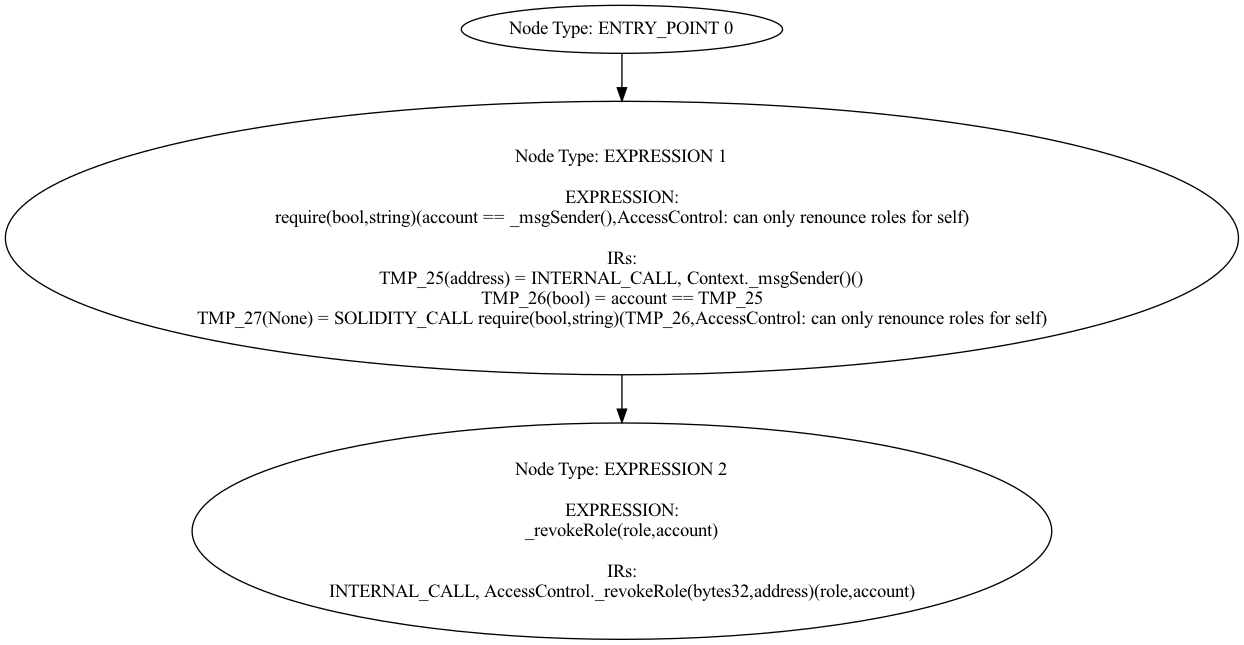 Node Type: ENTRY_POINT 0
Node Type: EXPRESSION 1
EXPRESSION:
require(bool,string)(account == _msgSender(),AccessControl: can only renounce roles for self)
IRs:
TMP_25(address) = INTERNAL_CALL, Context._msgSender()()
TMP_26(bool) = account == TMP_25
TMP_27(None) = SOLIDITY_CALL require(bool,string)(TMP_26,AccessControl: can only renounce roles for self)
Node Type: EXPRESSION 2
EXPRESSION:
_revokeRole(role,account)
IRs:
INTERNAL_CALL, AccessControl._revokeRole(bytes32,address)(role,account)